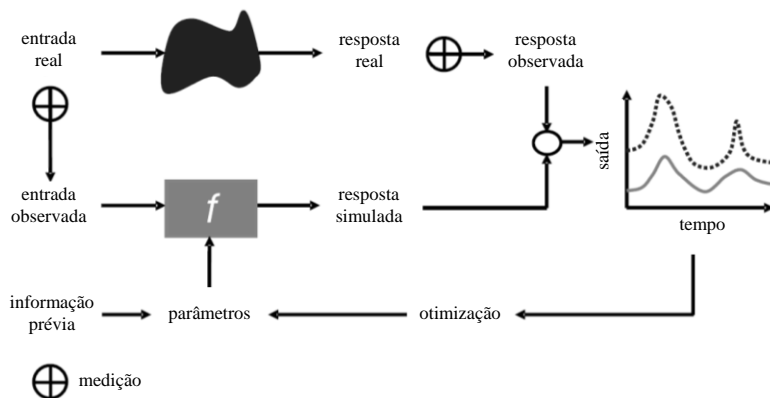 entrada
real
resposta
real
resposta
observada
saída
entrada
observada
f
resposta
simulada
tempo
informação
prévia
parâmetros
otimização
medição